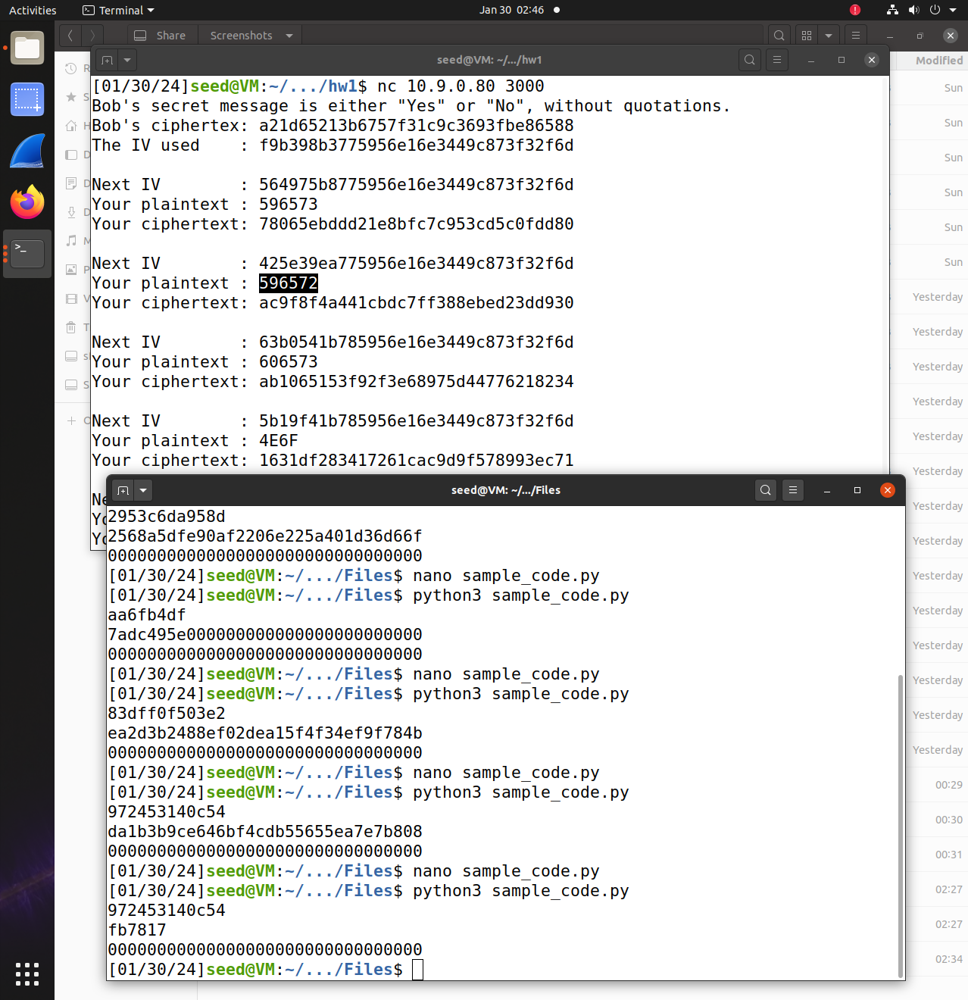 Activities Terminal Jan 30 02:46
Share Screenshots
seed@VM: ~/.../hw1
Modified
[01/30/24]seed@VM:~/.../hw1$ nc 10.9.0.80 3000
Bob's secret message is either "Yes" or "No", without quotations.
Bob's ciphertex: a21d65213b6757f31c9c3693fbe86588
The IV used    : f9b398b3775956e16e3449c873f32f6d
Next IV        : 564975b8775956e16e3449c873f32f6d
Your plaintext : 596573
Your ciphertext: 78065ebddd21e8bfc7c953cd5c0fdd80
Next IV        : 425e39ea775956e16e3449c873f32f6d
Your plaintext : 596572
Your ciphertext: ac9f8f4a441cbdc7ff388ebed23dd930
Next IV        : 63b0541b785956e16e3449c873f32f6d
Your plaintext : 606573
Your ciphertext: ab1065153f92f3e68975d44776218234
Next IV        : 5b19f41b785956e16e3449c873f32f6d
Your plaintext : 4E6F
Your ciphertext: 1631df283417261cac9d9f578993ec71
Sun
Sun
Sun
Sun
Sun
Sun
Yesterday
Yesterday
Yesterday
Yesterday
Yesterday
Yesterday
Yesterday
Yesterday
Yesterday
Yesterday
Yesterday
Yesterday
Yesterday
Yesterday
00:29
00:30
00:31
02:27
02:27
02:34
seed@VM: ~/.../Files
2953c6da958d
2568a5dfe90af2206e225a401d36d66f
00000000000000000000000000000000
[01/30/24]seed@VM:~/.../Files$ nano sample_code.py
[01/30/24]seed@VM:~/.../Files$ python3 sample_code.py
aa6fb4df
7adc495e000000000000000000000000
00000000000000000000000000000000
[01/30/24]seed@VM:~/.../Files$ nano sample_code.py
[01/30/24]seed@VM:~/.../Files$ python3 sample_code.py
83dff0f503e2
ea2d3b2488ef02dea15f4f34ef9f784b
00000000000000000000000000000000
[01/30/24]seed@VM:~/.../Files$ nano sample_code.py
[01/30/24]seed@VM:~/.../Files$ python3 sample_code.py
972453140c54
da1b3b9ce646bf4cdb55655ea7e7b808
00000000000000000000000000000000
[01/30/24]seed@VM:~/.../Files$ nano sample_code.py
[01/30/24]seed@VM:~/.../Files$ python3 sample_code.py
972453140c54
fb7817
00000000000000000000000000000000
[01/30/24]seed@VM:~/.../Files$